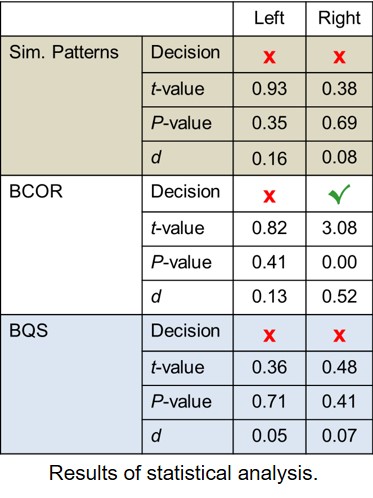 Left Right
Sim. Patterns Decision x x
t-value 0.93 0.38
P-value 0.35 0.69
d 0.16 0.08
BCOR Decision x ✓
t-value 0.82 3.08
P-value 0.41 0.00
d 0.13 0.52
BQS Decision x x
t-value 0.36 0.48
P-value 0.71 0.41
d 0.05 0.07
Results of statistical analysis.